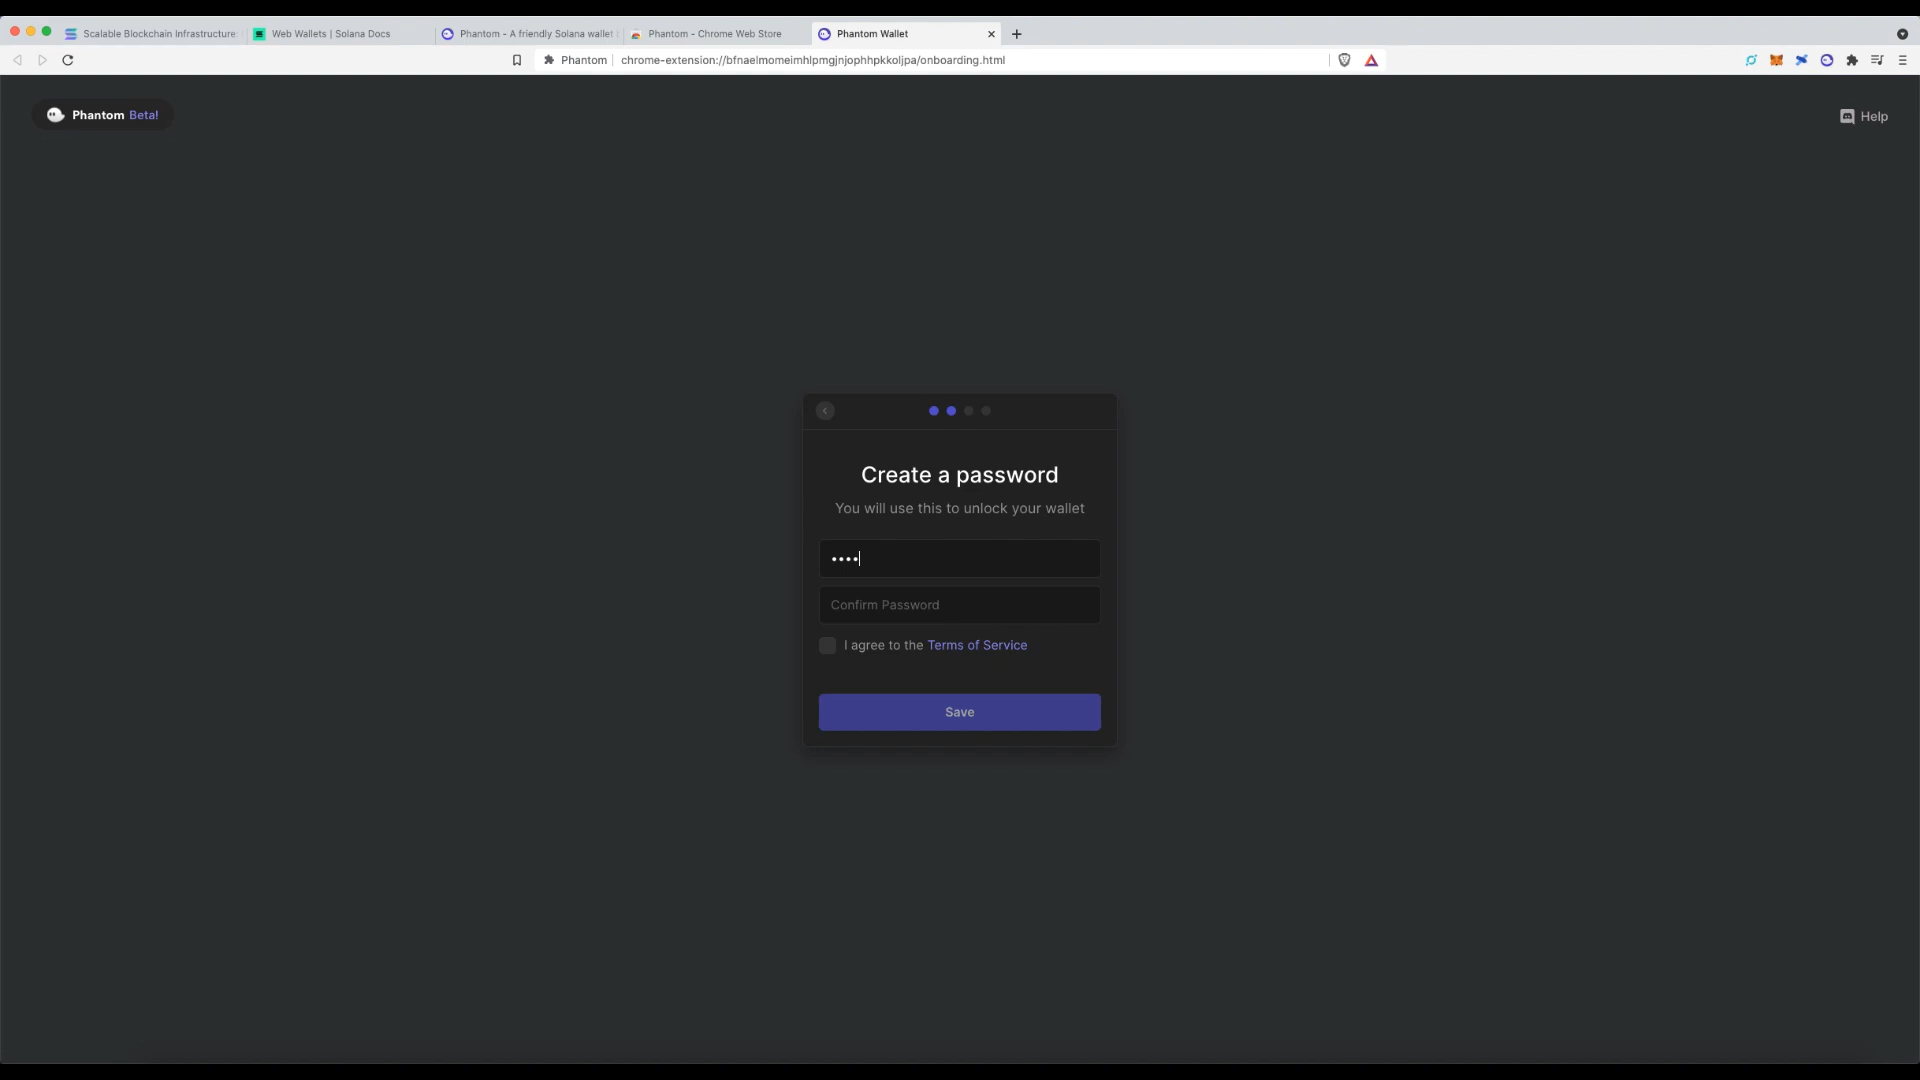 Scalable Blockchain Infrastructure
Web Wallets | Solana Docs
Phantom - A friendly Solana wallet
Phantom - Chrome Web Store
Phantom Wallet
Phantom
chrome-extension://bfnaelmomeimhlpmgjnjophhpkkoljpa/onboarding.html
Phantom Beta!
Help
Create a password
You will use this to unlock your wallet
••••
Confirm Password
I agree to the Terms of Service
Save